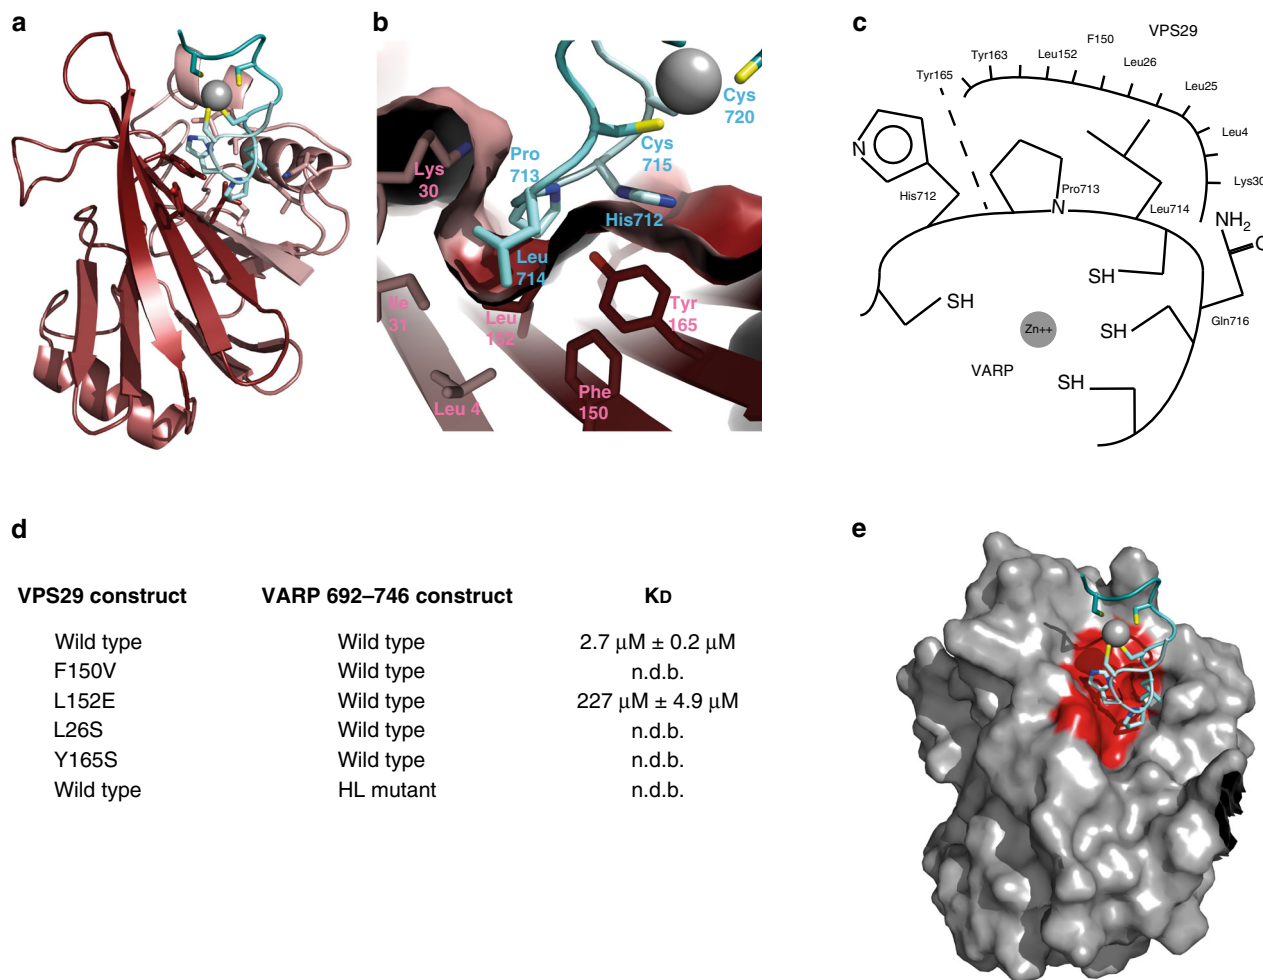 a
b
c
Lys
30
Pro
713
Cys
720
Cys
715
His712
Leu
714
Ile
31
Leu
152
Tyr
165
Leu 4
Phe
150
VPS29
F150
Tyr163
Leu152
Leu26
Tyr165
Leu25
Leu4
Lys30
N
His712
N
Pro713
Leu714
NH2
O
SH
SH
SH
SH
Gln716
Zn++
VARP
d
VPS29 construct VARP 692–746 construct KD
Wild type Wild type 2.7 μM ± 0.2 μM
F150V Wild type n.d.b.
L152E Wild type 227 μM ± 4.9 μM
L26S Wild type n.d.b.
Y165S Wild type n.d.b.
Wild type HL mutant n.d.b.
e